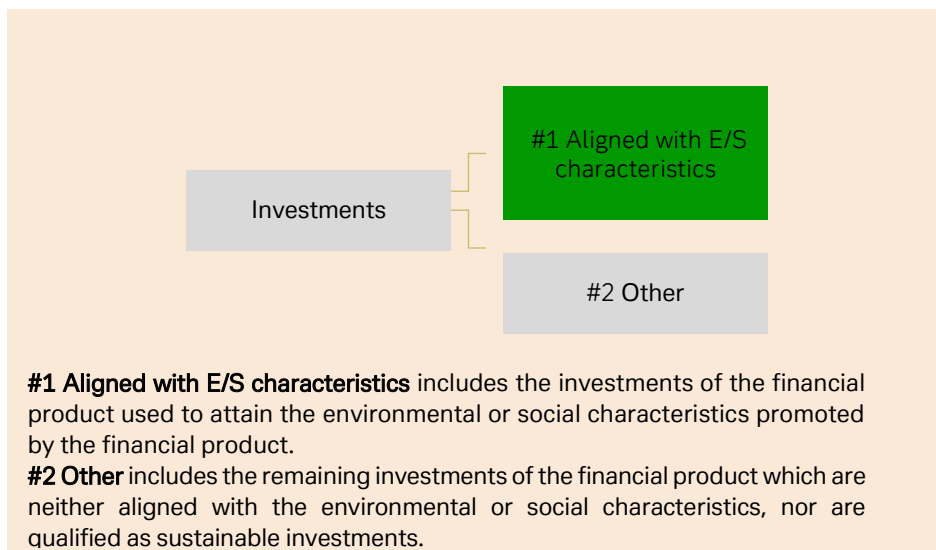 #1 Aligned with E/S
characteristics
Investments
#2 Other
#1 Aligned with E/S characteristics includes the investments of the financial
product used to attain the environmental or social characteristics promoted
by the financial product.
#2 Other includes the remaining investments of the financial product which are
neither aligned with the environmental or social characteristics, nor are
qualified as sustainable investments.